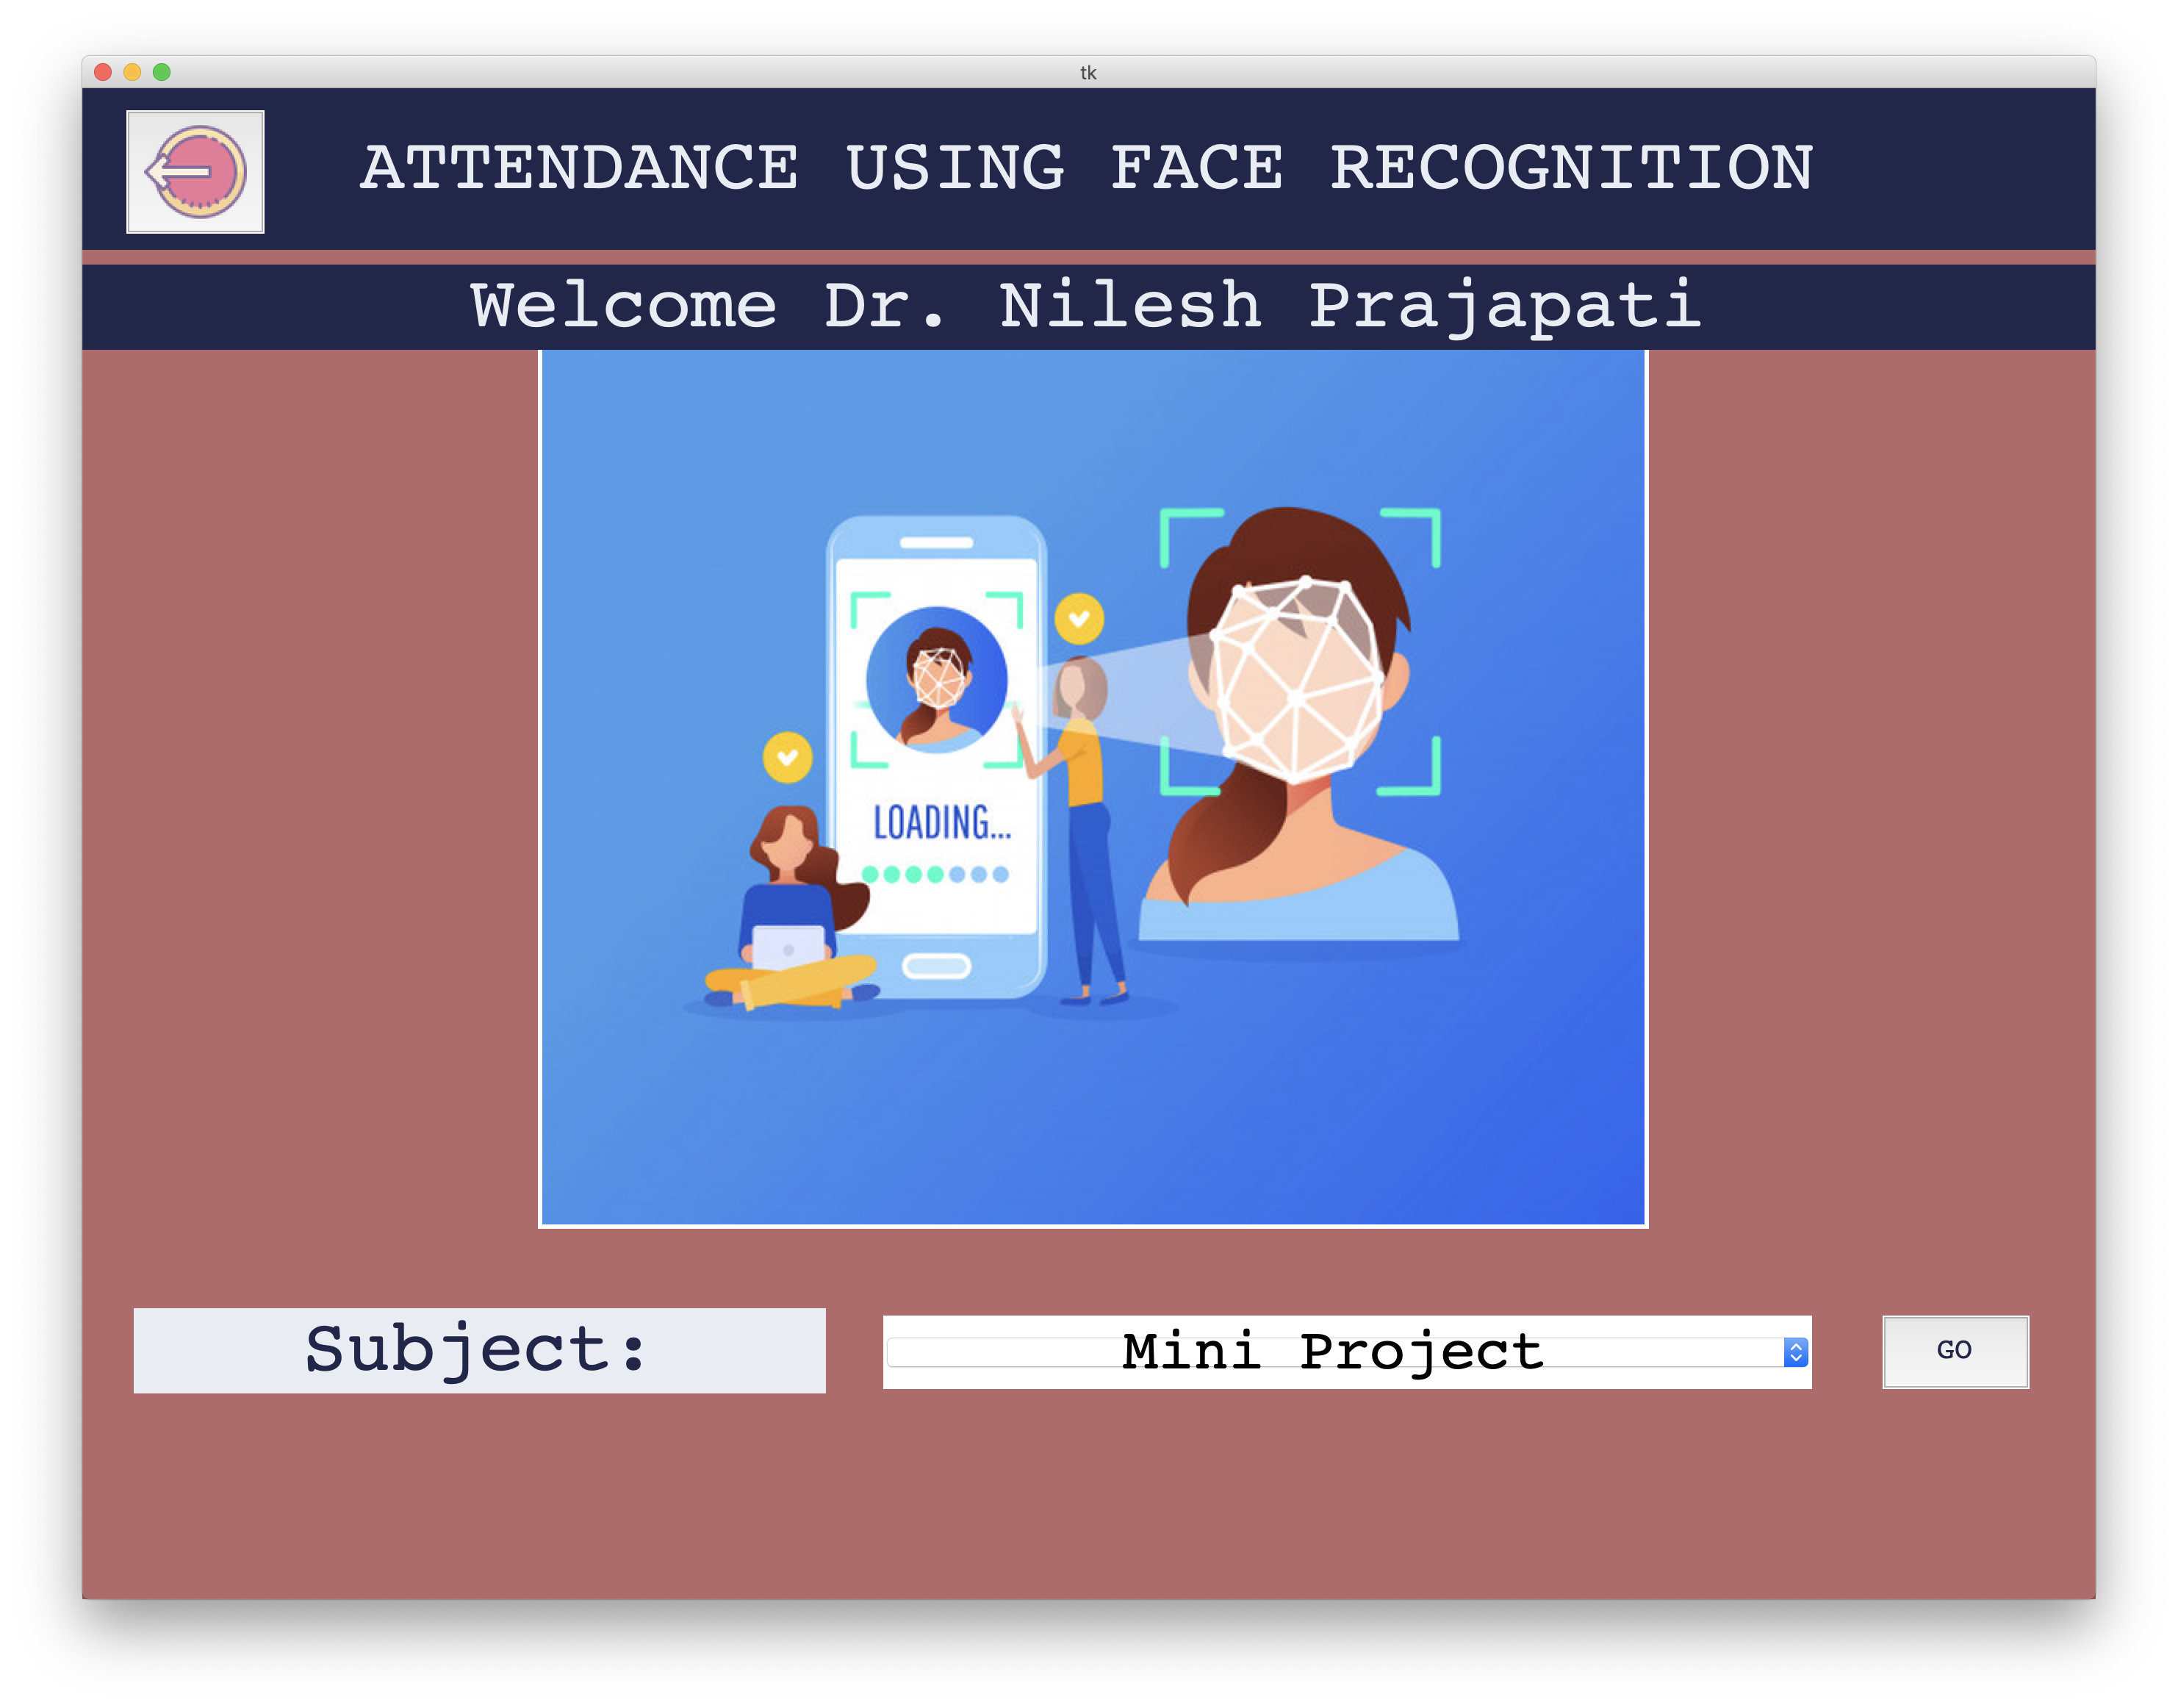 tk
ATTENDANCE USING FACE RECOGNITION
Welcome Dr. Nilesh Prajapati
LOADING...
Subject:
Mini Project
GO